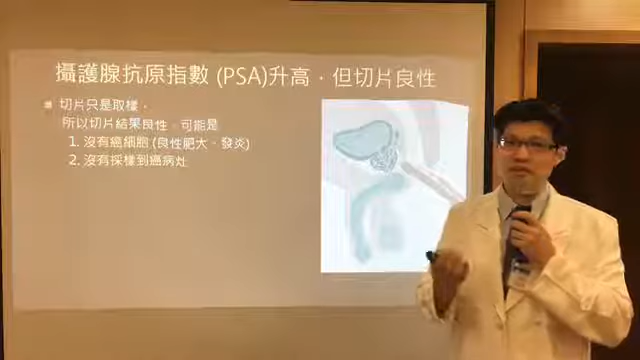 攝護腺抗原指數 (PSA)升高，但切片良性
切片只是取樣，
所以切片結果良性，可能是
1. 沒有癌細胞 (良性肥大、發炎)
2. 沒有採樣到癌病灶